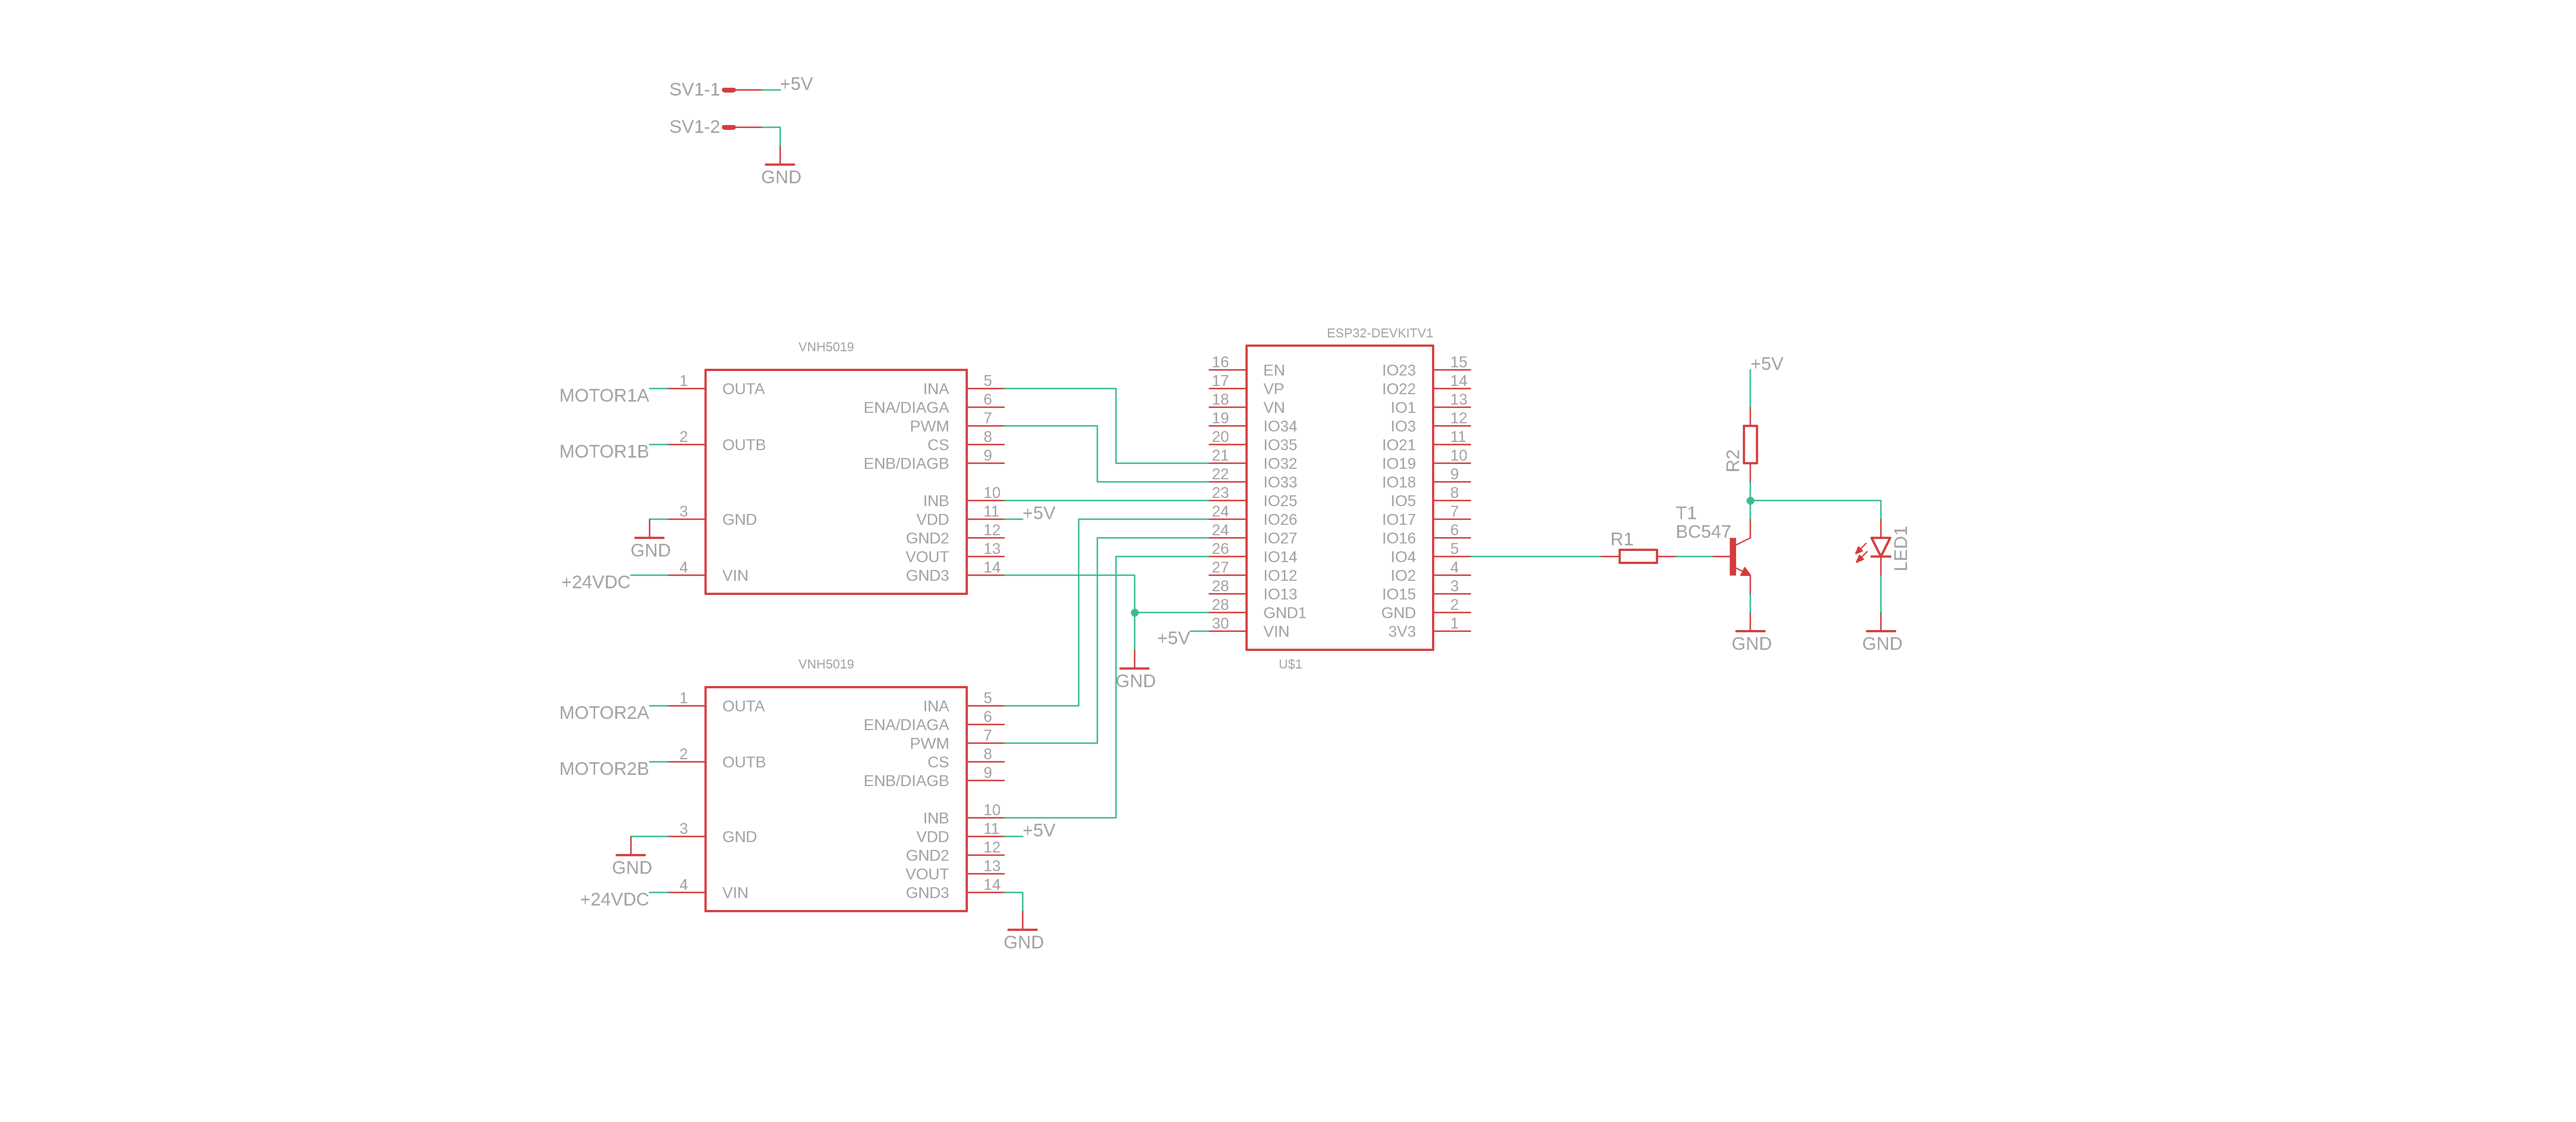 SV1-1
+5V
SV1-2
GND
VNH5019
MOTOR1A
1
OUTA
MOTOR1B
2
OUTB
3
GND
GND
+24VDC
4
VIN
INA
5
ENA/DIAGA
6
PWM
7
CS
8
ENB/DIAGB
9
INB
10
VDD
11
+5V
GND2
12
VOUT
13
GND3
14
VNH5019
MOTOR2A
1
OUTA
MOTOR2B
2
OUTB
3
GND
GND
+24VDC
4
VIN
INA
5
ENA/DIAGA
6
PWM
7
CS
8
ENB/DIAGB
9
INB
10
VDD
11
+5V
GND2
12
VOUT
13
GND3
14
GND
ESP32-DEVKITV1
16
EN
17
VP
18
VN
19
IO34
20
IO35
21
IO32
22
IO33
23
IO25
24
IO26
24
IO27
26
IO14
27
IO12
28
IO13
28
GND1
+5V
30
VIN
GND
IO23
15
IO22
14
IO1
13
IO3
12
IO21
11
IO19
10
IO18
9
IO5
8
IO17
7
IO16
6
IO4
5
IO2
4
IO15
3
GND
2
3V3
1
U$1
R1
T1
BC547
+5V
R2
GND
LED1
GND